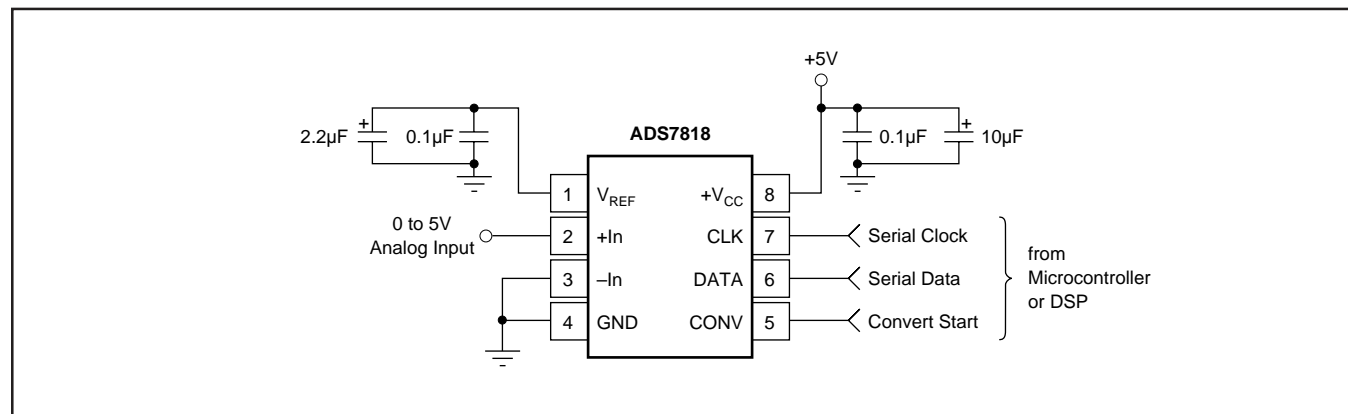 +5V
2.2µF
+
0.1µF
ADS7818
0.1µF
+
10µF
1 V_REF +V_CC 8
0 to 5V
Analog Input
2 +In CLK 7 Serial Clock
3 –In DATA 6 Serial Data
4 GND CONV 5 Convert Start
from
Microcontroller
or DSP